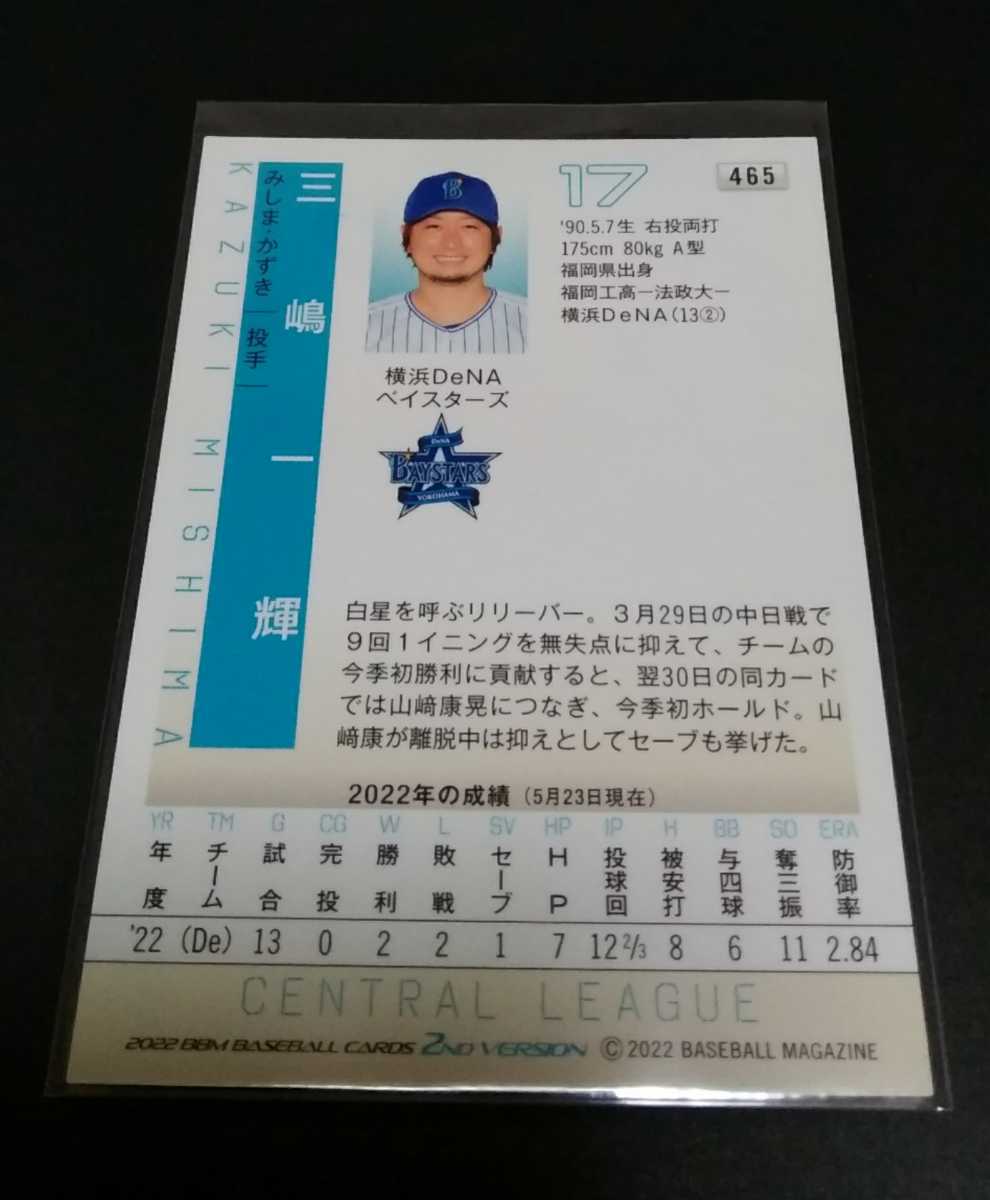 465
17
'90.5.7生 右投両打
175cm 80kg A型
福岡県出身
福岡工高ー法政大ー
横浜DeNA(13②)
三嶋一輝
みしま・かずき 投手
KAZUKI MISHIMA
B
横浜DeNA
ベイスターズ
DeNA
BAYSTARS
YOKOHAMA
白星を呼ぶリリーバー。3月29日の中日戦で
9回1イニングを無失点に抑えて、チームの
今季初勝利に貢献すると、翌30日の同カード
では山﨑康晃につなぎ、今季初ホールド。山
﨑康が離脱中は抑えとしてセーブも挙げた。
2022年の成績(5月23日現在)
YR TM G CG W L SV HP IP H BB SO ERA
年度 チーム 試合 完投 勝利 敗戦 セーブ HP 投球回 被安打 与四球 奪三振 防御率
'22 (De) 13 0 2 2 1 7 12 2/3 8 6 11 2.84
CENTRAL LEAGUE
2022 BBM BASEBALL CARDS 2ND VERSION © 2022 BASEBALL MAGAZINE